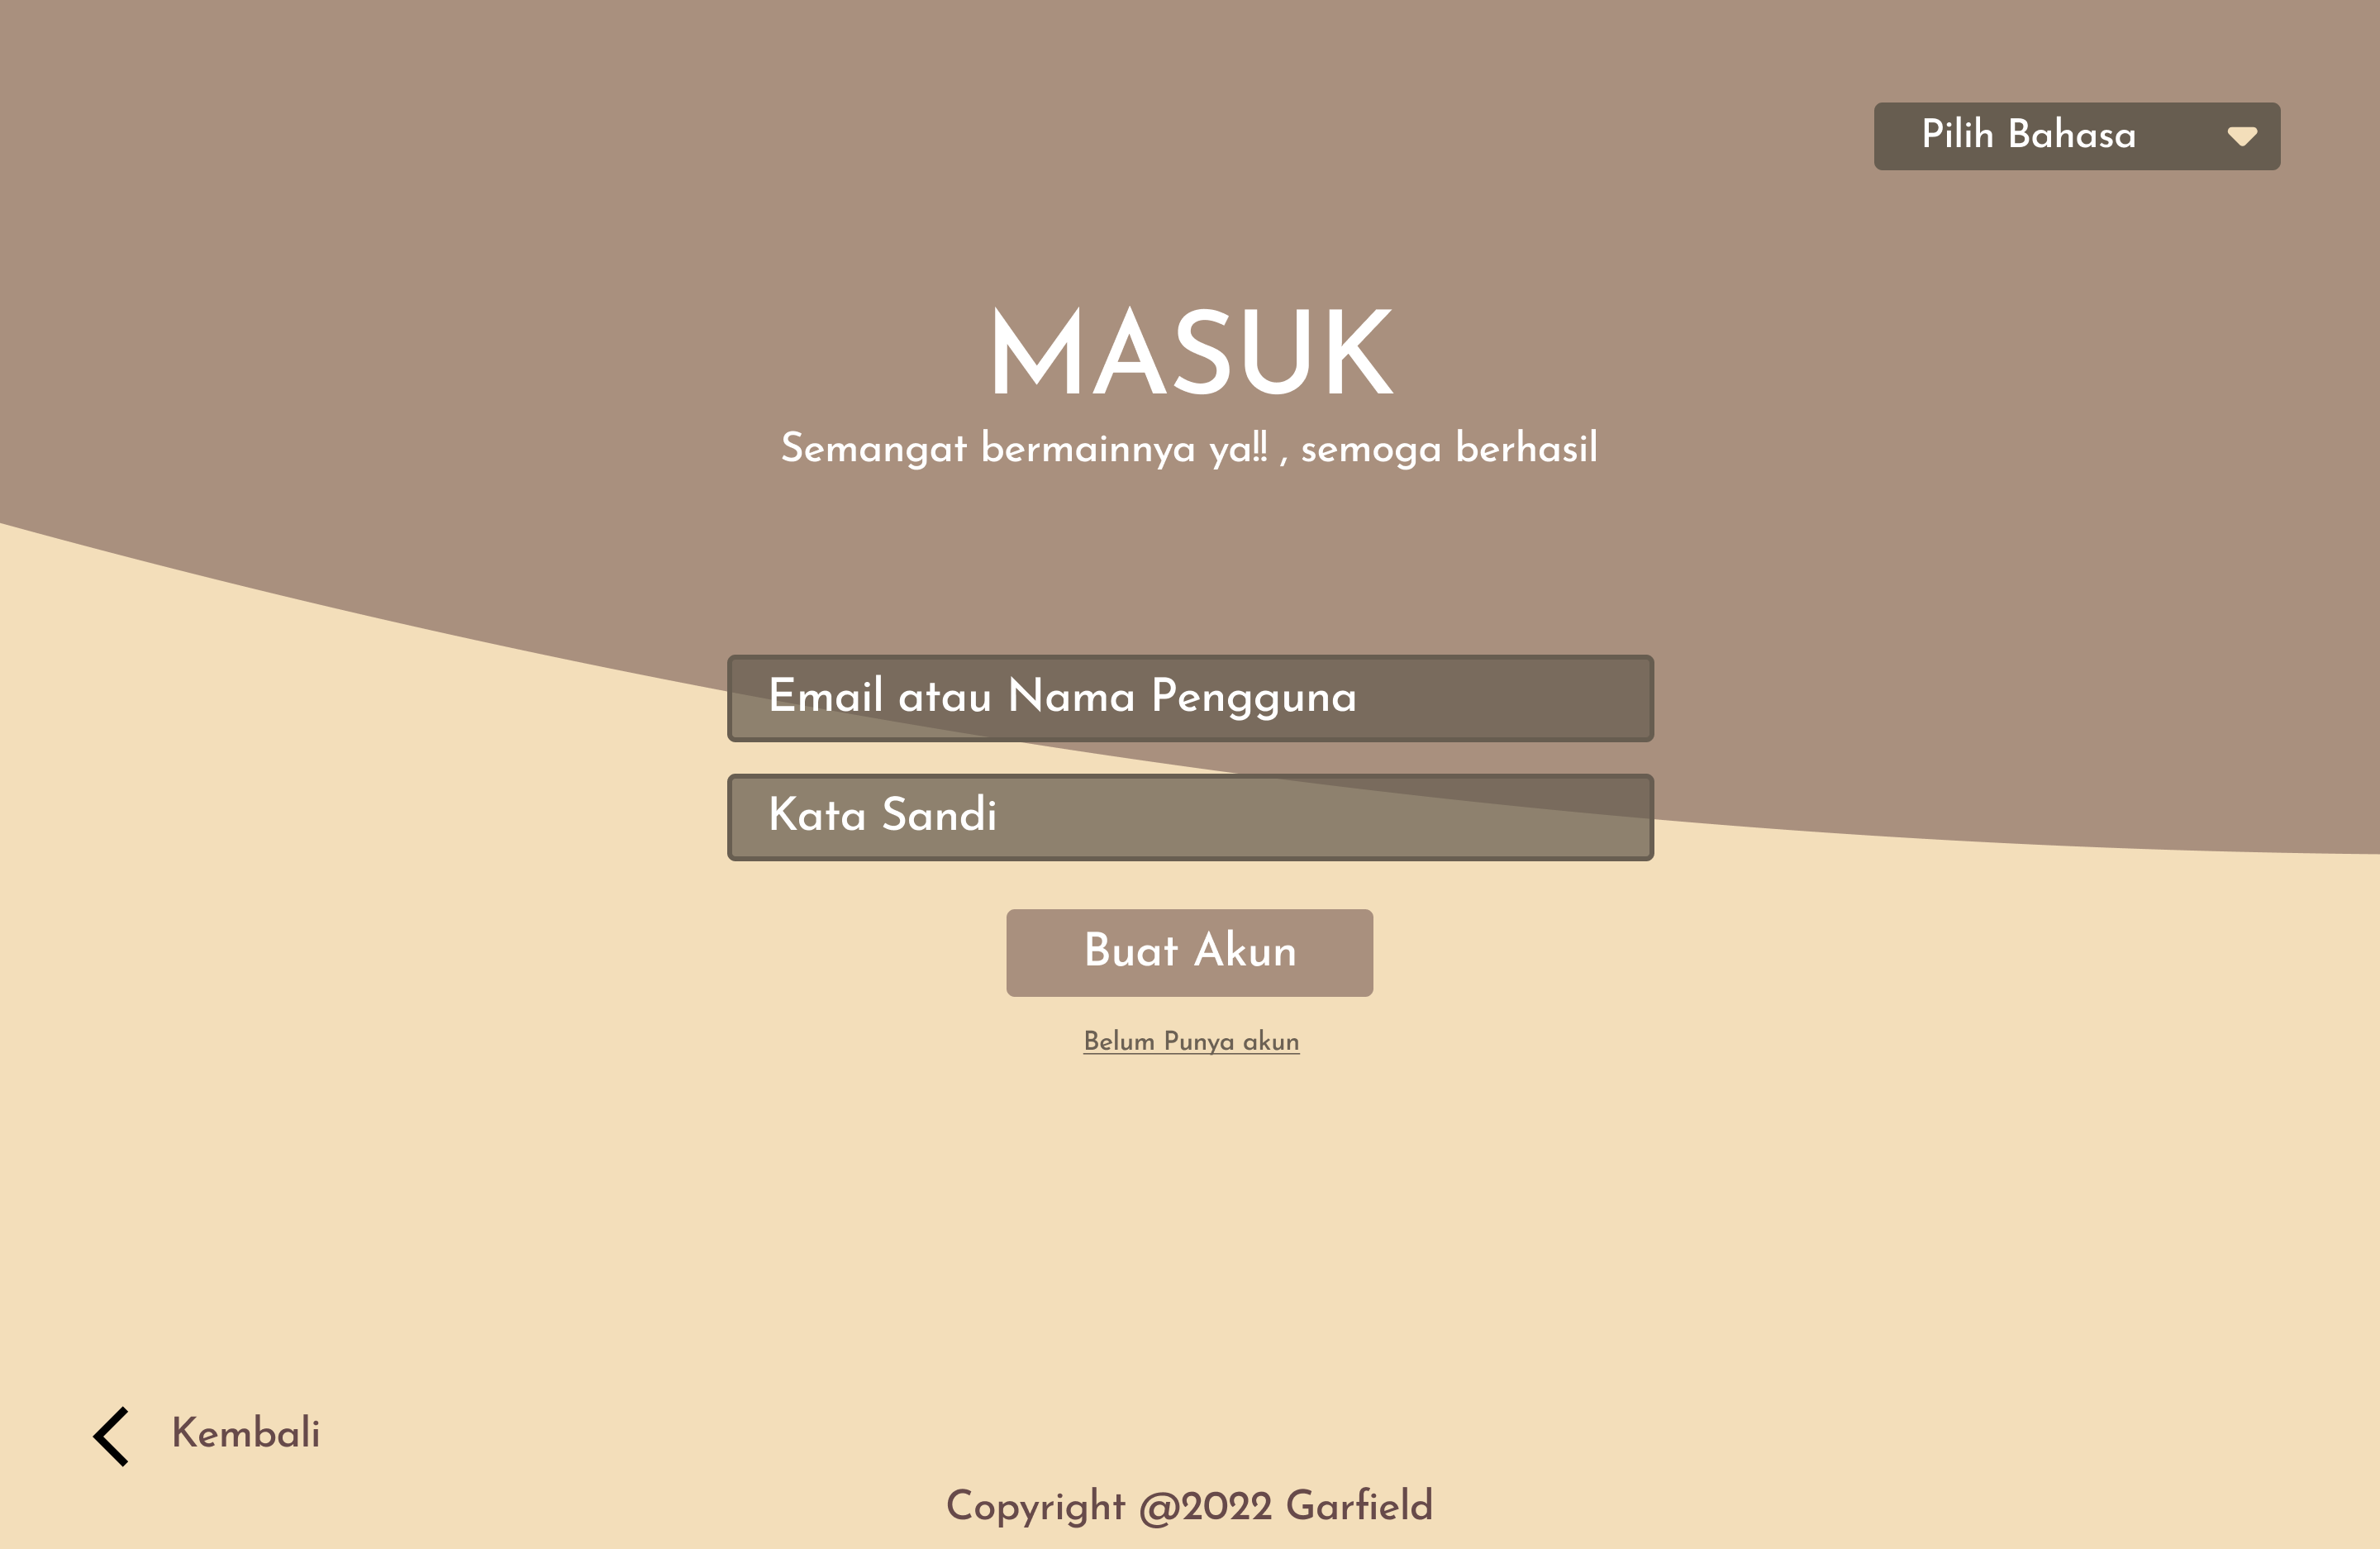 Pilih Bahasa
MASUK
Semangat bermainnya ya!! , semoga berhasil
Email atau Nama Pengguna
Kata Sandi
Buat Akun
Belum Punya akun
Kembali
Copyright @2022 Garfield